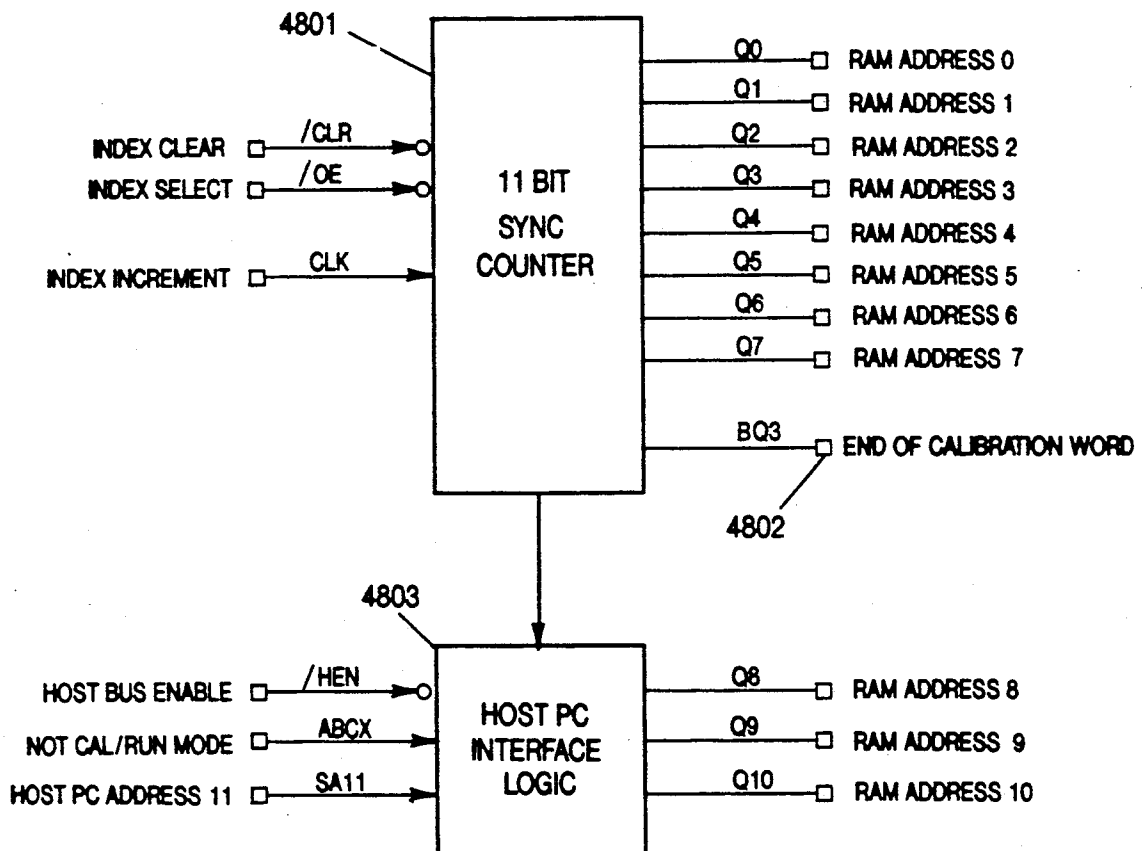 4801
Q0 RAM ADDRESS 0
Q1 RAM ADDRESS 1
INDEX CLEAR /CLR Q2 RAM ADDRESS 2
INDEX SELECT /OE Q3 RAM ADDRESS 3
11 BIT
SYNC
COUNTER
Q4 RAM ADDRESS 4
INDEX INCREMENT CLK Q5 RAM ADDRESS 5
Q6 RAM ADDRESS 6
Q7 RAM ADDRESS 7
BQ3 END OF CALIBRATION WORD
4802
4803
HOST BUS ENABLE /HEN Q8 RAM ADDRESS 8
HOST PC
INTERFACE
LOGIC
NOT CAL/RUN MODE ABCX Q9 RAM ADDRESS 9
HOST PC ADDRESS 11 SA11 Q10 RAM ADDRESS 10